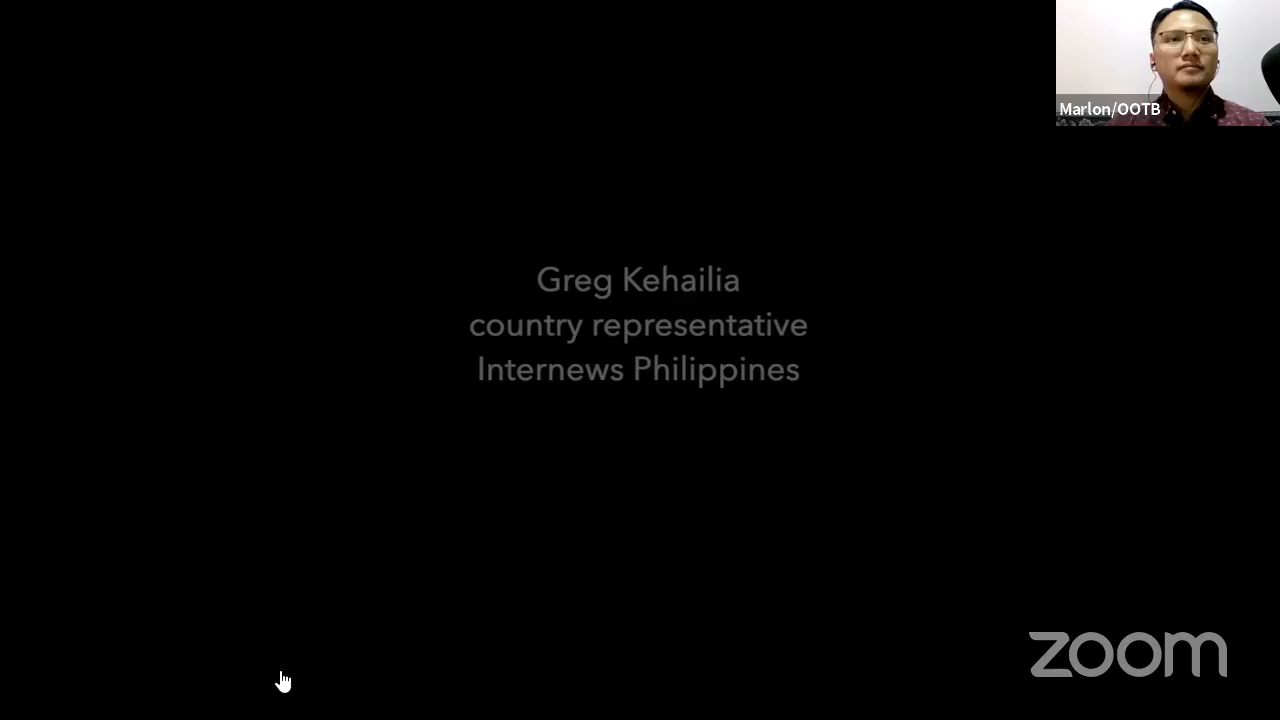 Marlon/OOTB
Greg Kehailia
country representative
Internews Philippines
zoom